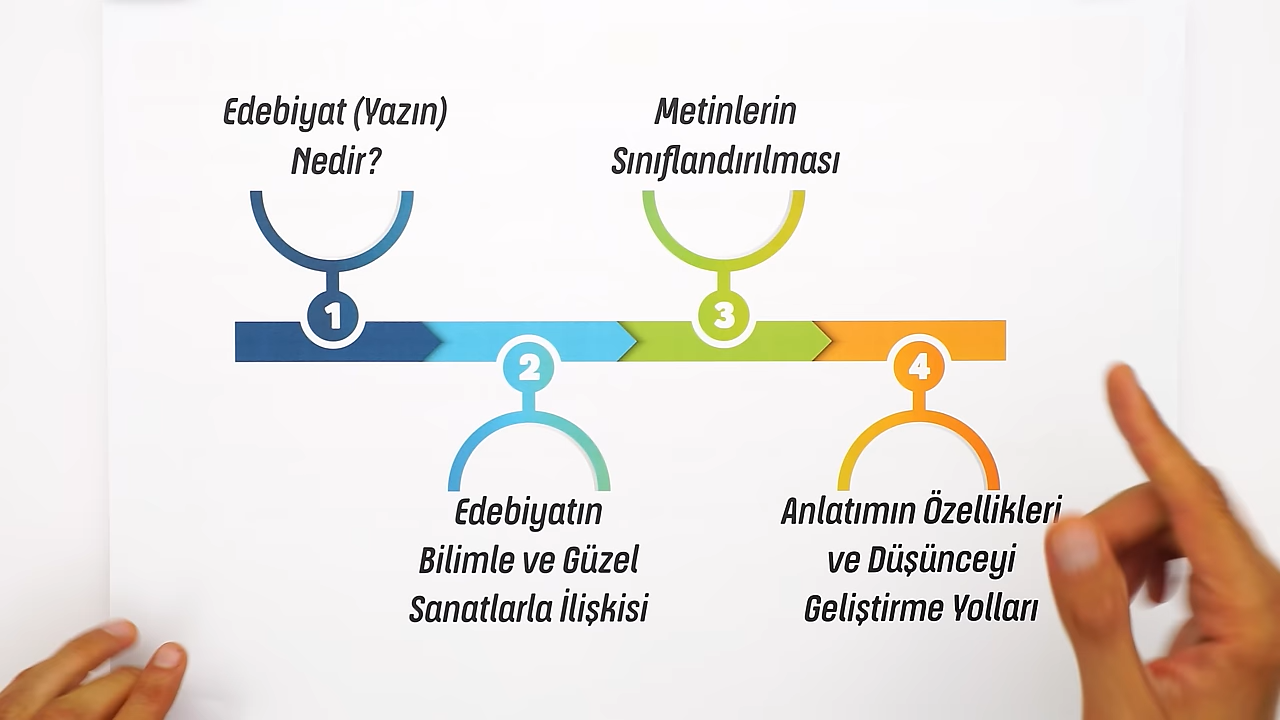 Edebiyat (Yazın)
Nedir?
1
2
Edebiyatın
Bilimle ve Güzel
Sanatlarla İlişkisi
Metinlerin
Sınıflandırılması
3
4
Anlatımın Özellikleri
ve Düşünceyi
Geliştirme Yolları